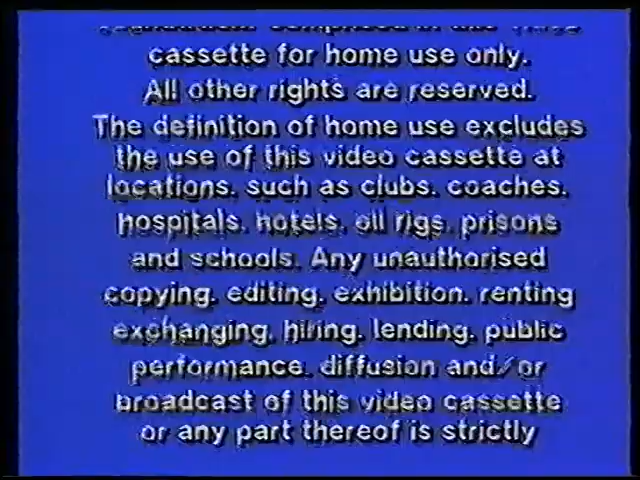 cassette for home use only.
All other rights are reserved.
The definition of home use excludes
the use of this video cassette at
locations. such as clubs. coaches.
hospitals. hotels. oil rigs. prisons
and schools. Any unauthorised
copying. editing. exhibition. renting
exchanging. hiring. lending. public
performance. diffusion and/or
broadcast of this video cassette
or any part thereof is strictly